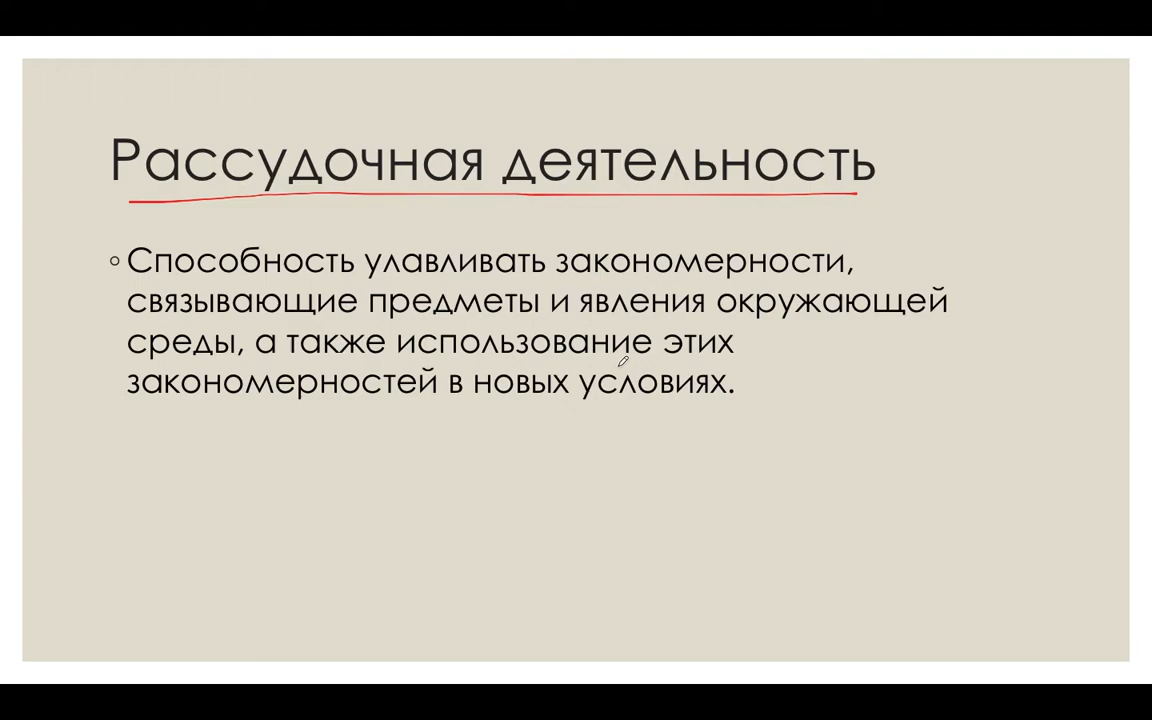 Рассудочная деятельность
◦ Способность улавливать закономерности,
связывающие предметы и явления окружающей
среды, а также использование этих
закономерностей в новых условиях.